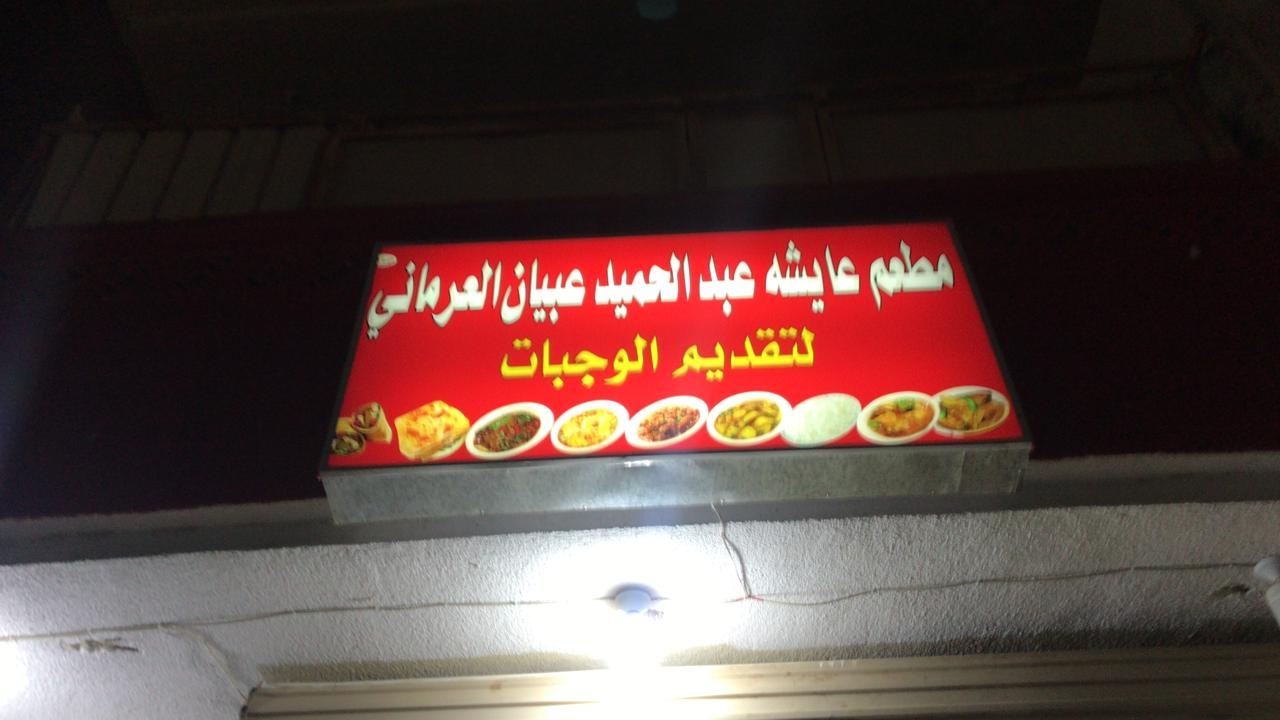 مطعم عايشه عبد الحميد عبيان العرماني
لتقديم الوجبات